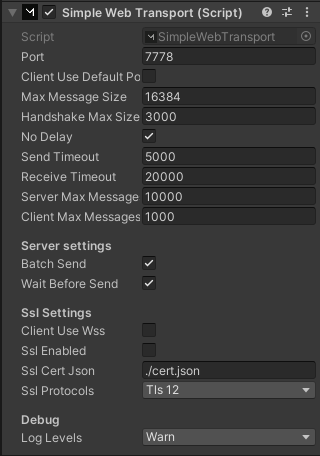 Simple Web Transport (Script)
Script SimpleWebTransport
Port 7778
Client Use Default Po
Max Message Size 16384
Handshake Max Size 3000
No Delay
Send Timeout 5000
Receive Timeout 20000
Server Max Message 10000
Client Max Messages 1000
Server settings
Batch Send
Wait Before Send
Ssl Settings
Client Use Wss
Ssl Enabled
Ssl Cert Json ./cert.json
Ssl Protocols Tls 12
Debug
Log Levels Warn